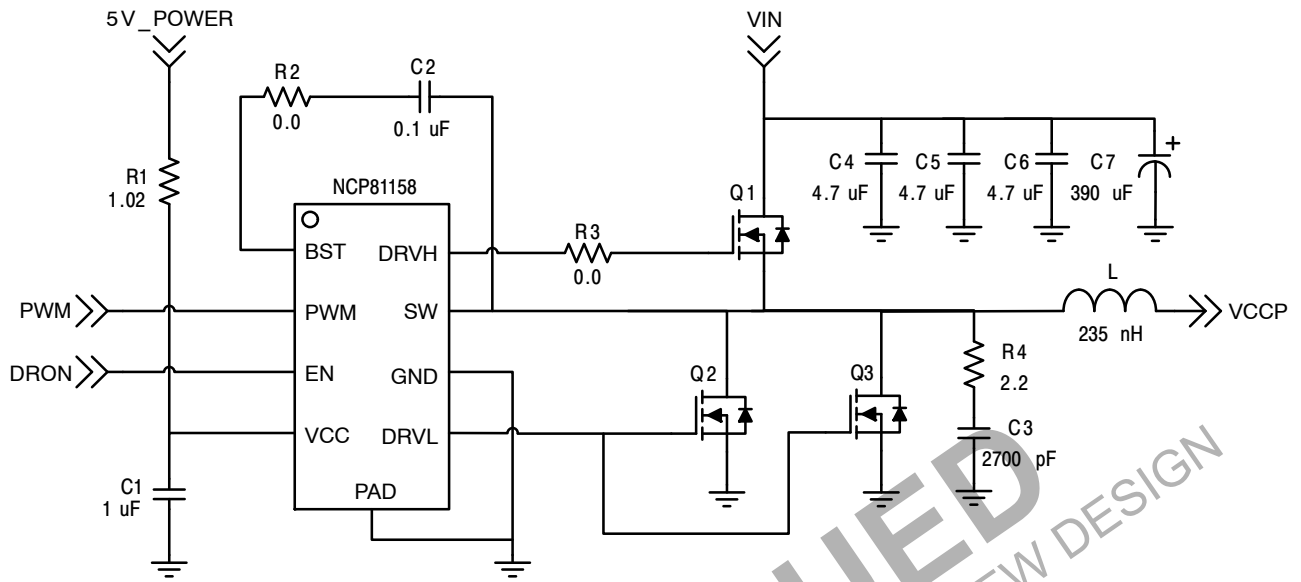 5V_POWER
VIN
R2
0.0
C2
0.1 uF
R1
1.02
NCP81158
Q1
C4
4.7 uF
C5
4.7 uF
C6
4.7 uF
C7
390 uF
+
BST
DRVH
R3
0.0
PWM
PWM
SW
L
235 nH
VCCP
DRON
EN
GND
Q2
Q3
R4
2.2
VCC
DRVL
C3
2700 pF
C1
1 uF
PAD
UED
EW DESIGN